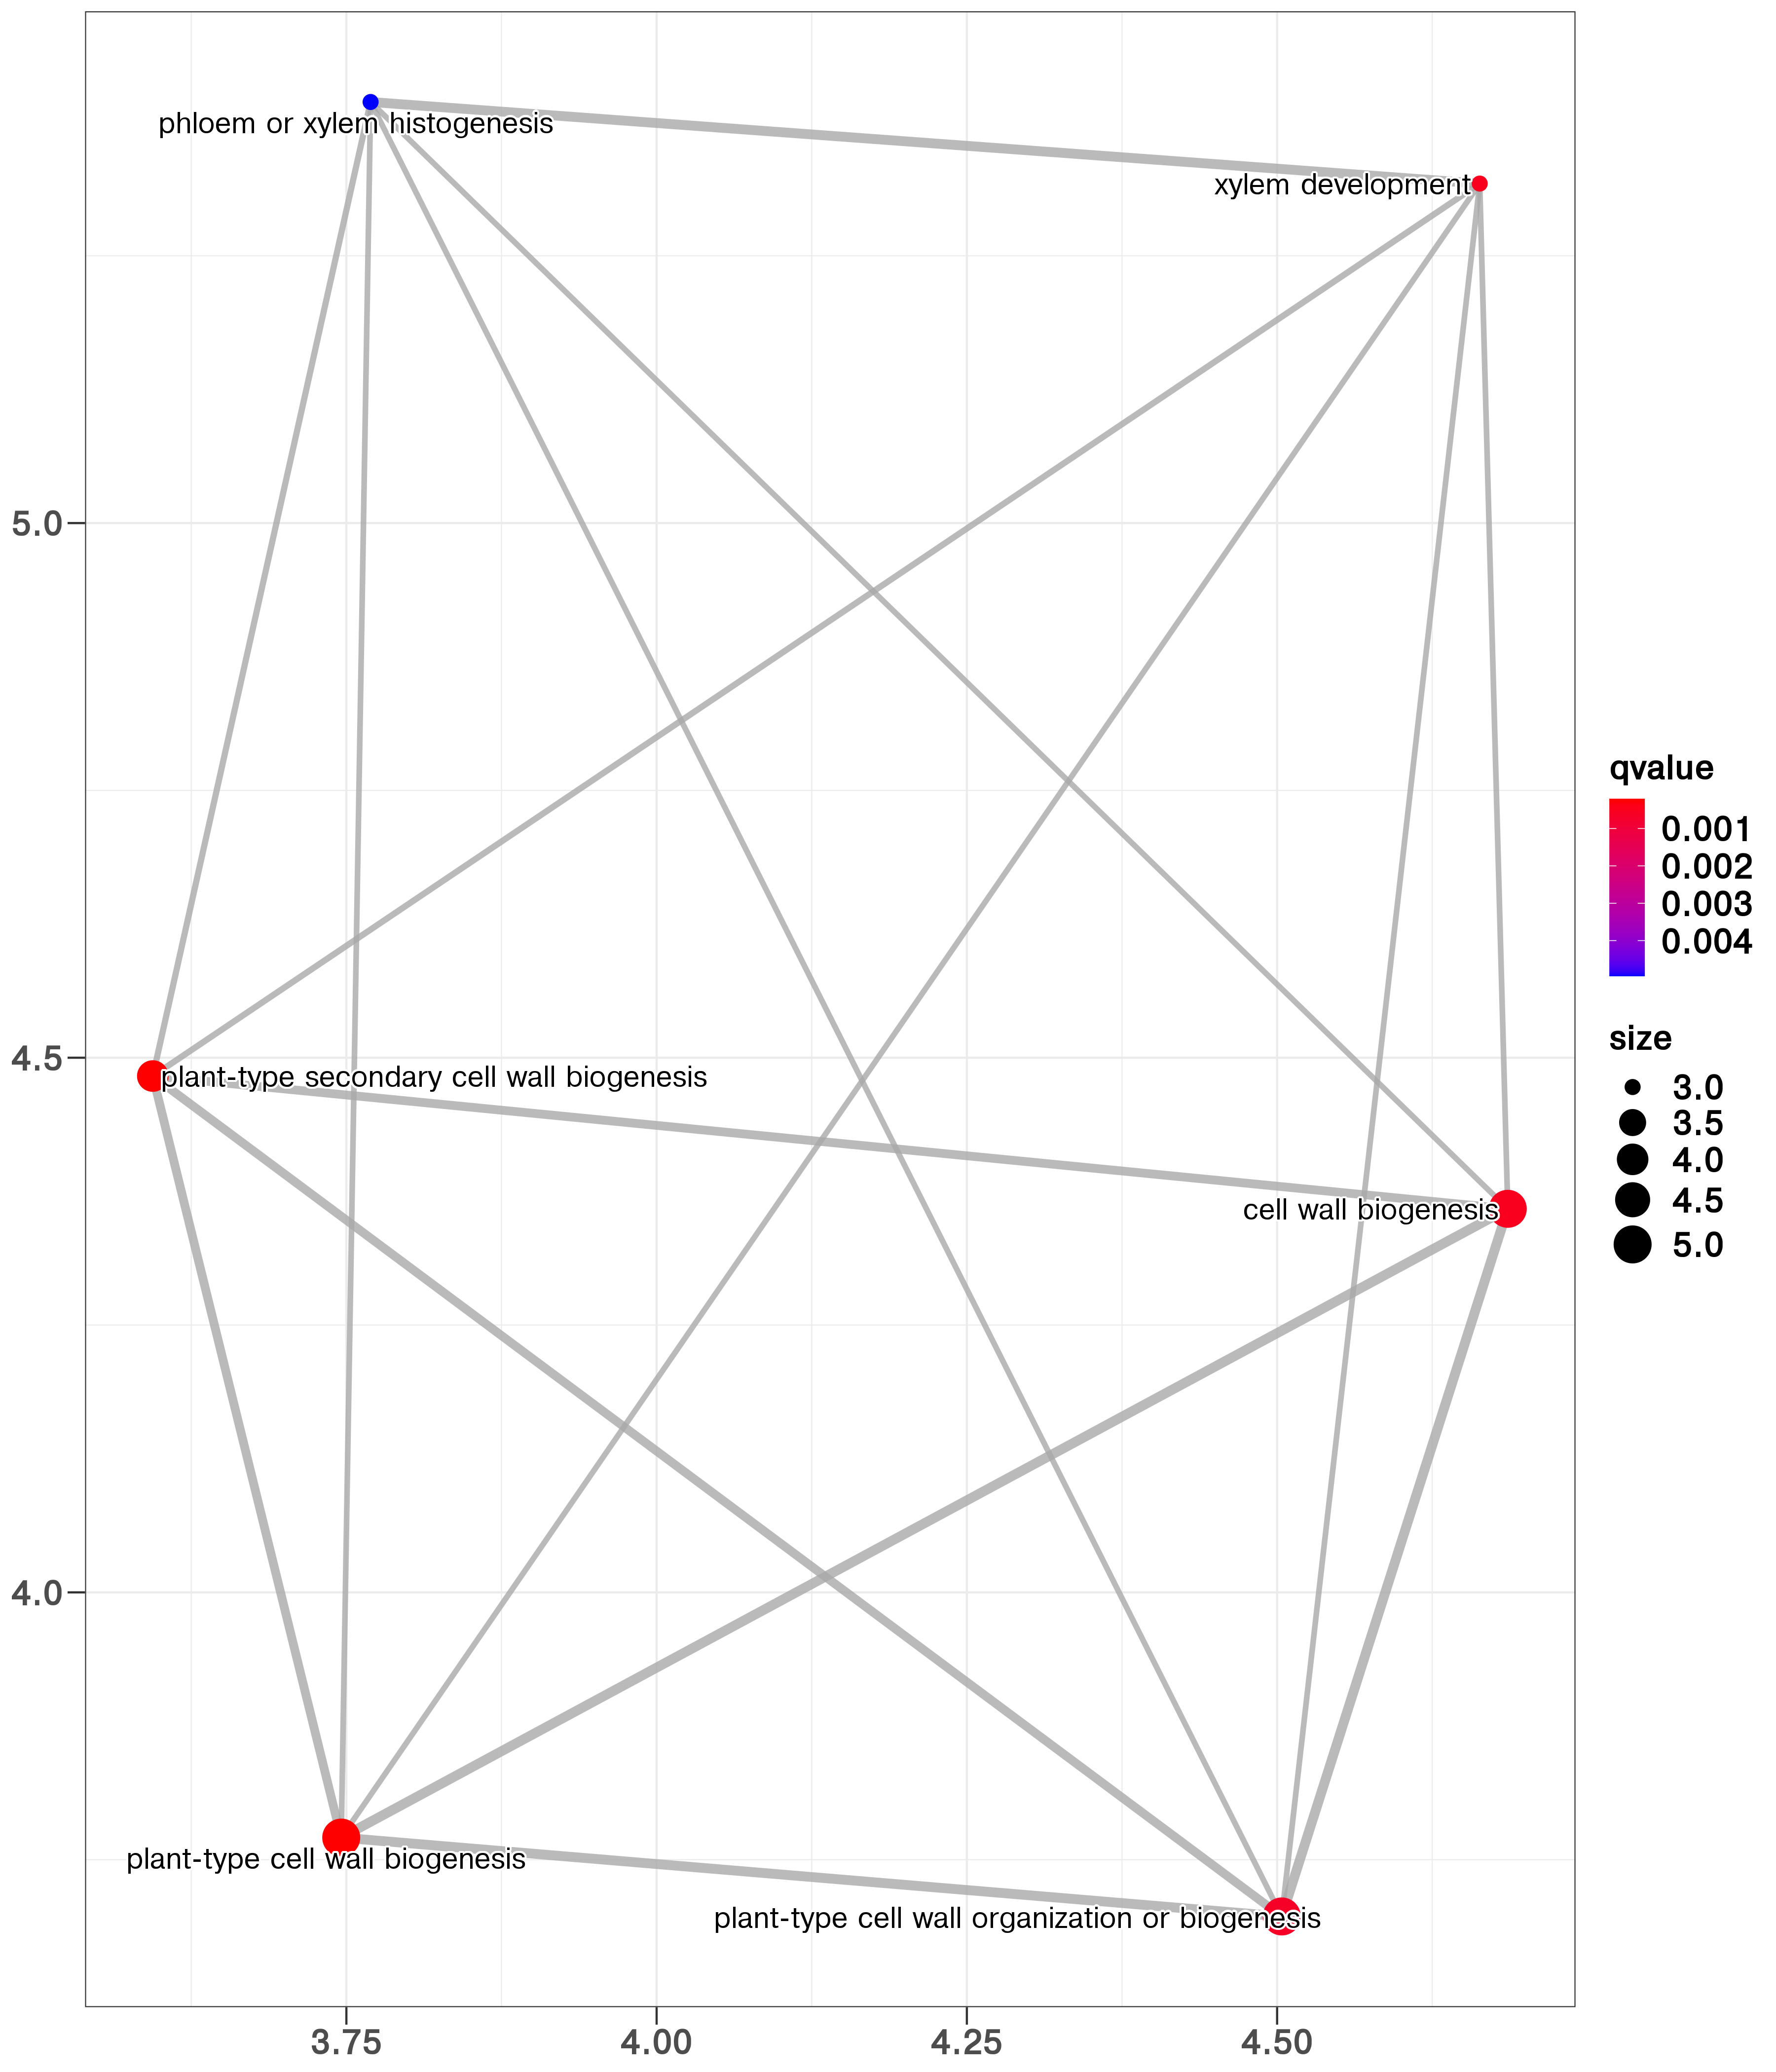 phloem or xylem histogenesis
xylem development
5.0
4.5
plant-type secondary cell wall biogenesis
cell wall biogenesis
4.0
plant-type cell wall biogenesis
plant-type cell wall organization or biogenesis
3.75
4.00
4.25
4.50
qvalue
0.001
0.002
0.003
0.004
size
3.0
3.5
4.0
4.5
5.0